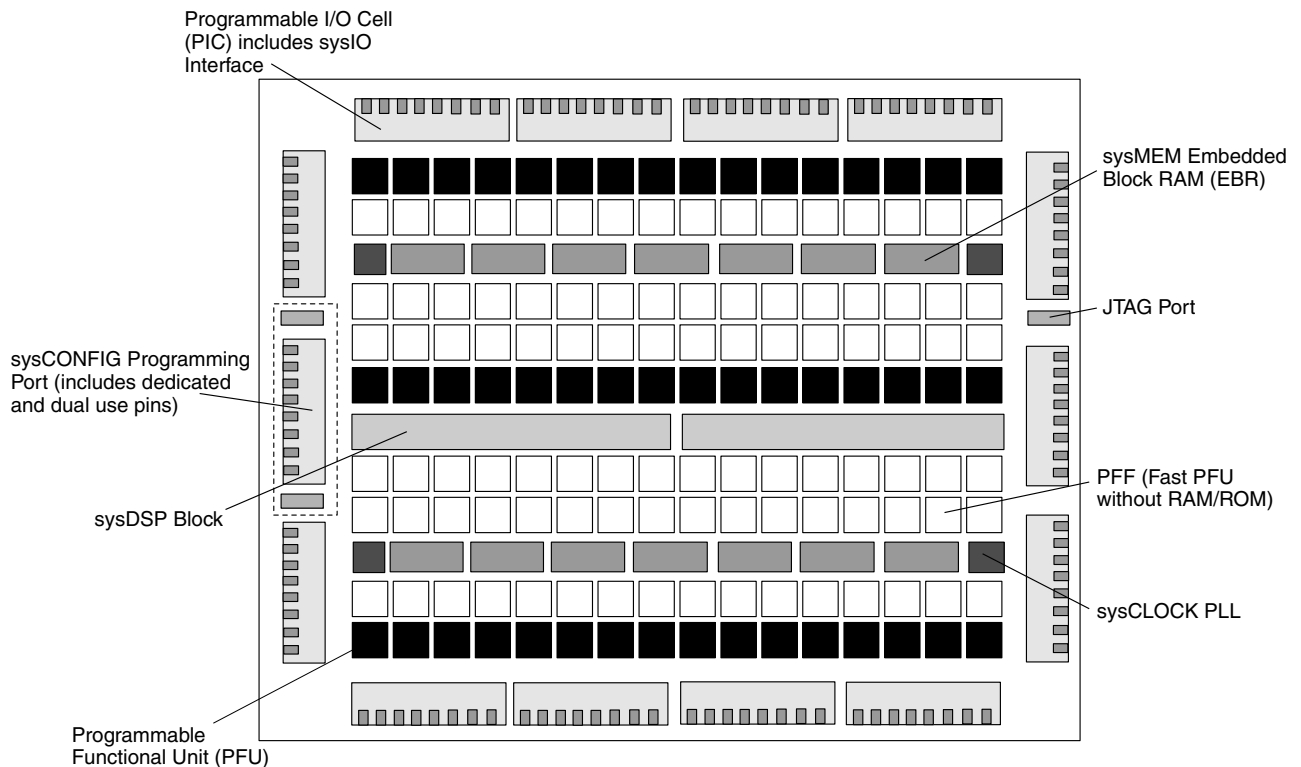 Programmable I/O Cell
(PIC) includes sysIO
Interface
sysMEM Embedded
Block RAM (EBR)
JTAG Port
sysCONFIG Programming
Port (includes dedicated
and dual use pins)
PFF (Fast PFU
without RAM/ROM)
sysDSP Block
sysCLOCK PLL
Programmable
Functional Unit (PFU)